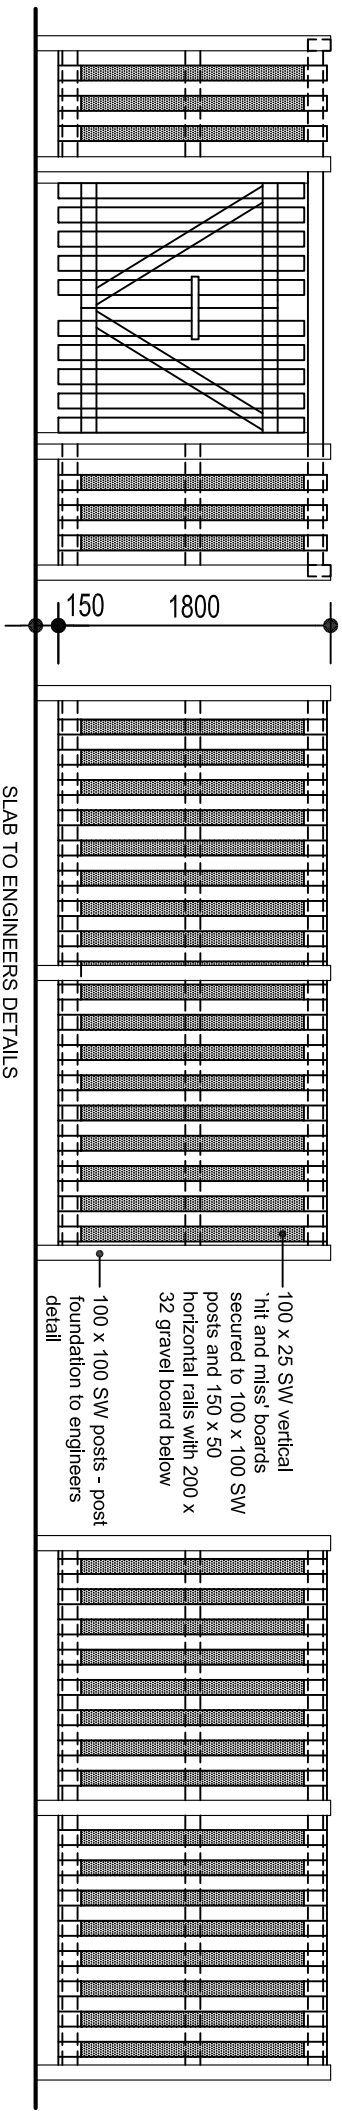 150
1800
100 x 25 SW vertical
'hit and miss' boards
secured to 100 x 100 SW
posts and 150 x 50
horizontal rails with 200 x
32 gravel board below
100 x 100 SW posts - post
foundation to engineers
detail
SLAB TO ENGINEERS DETAILS